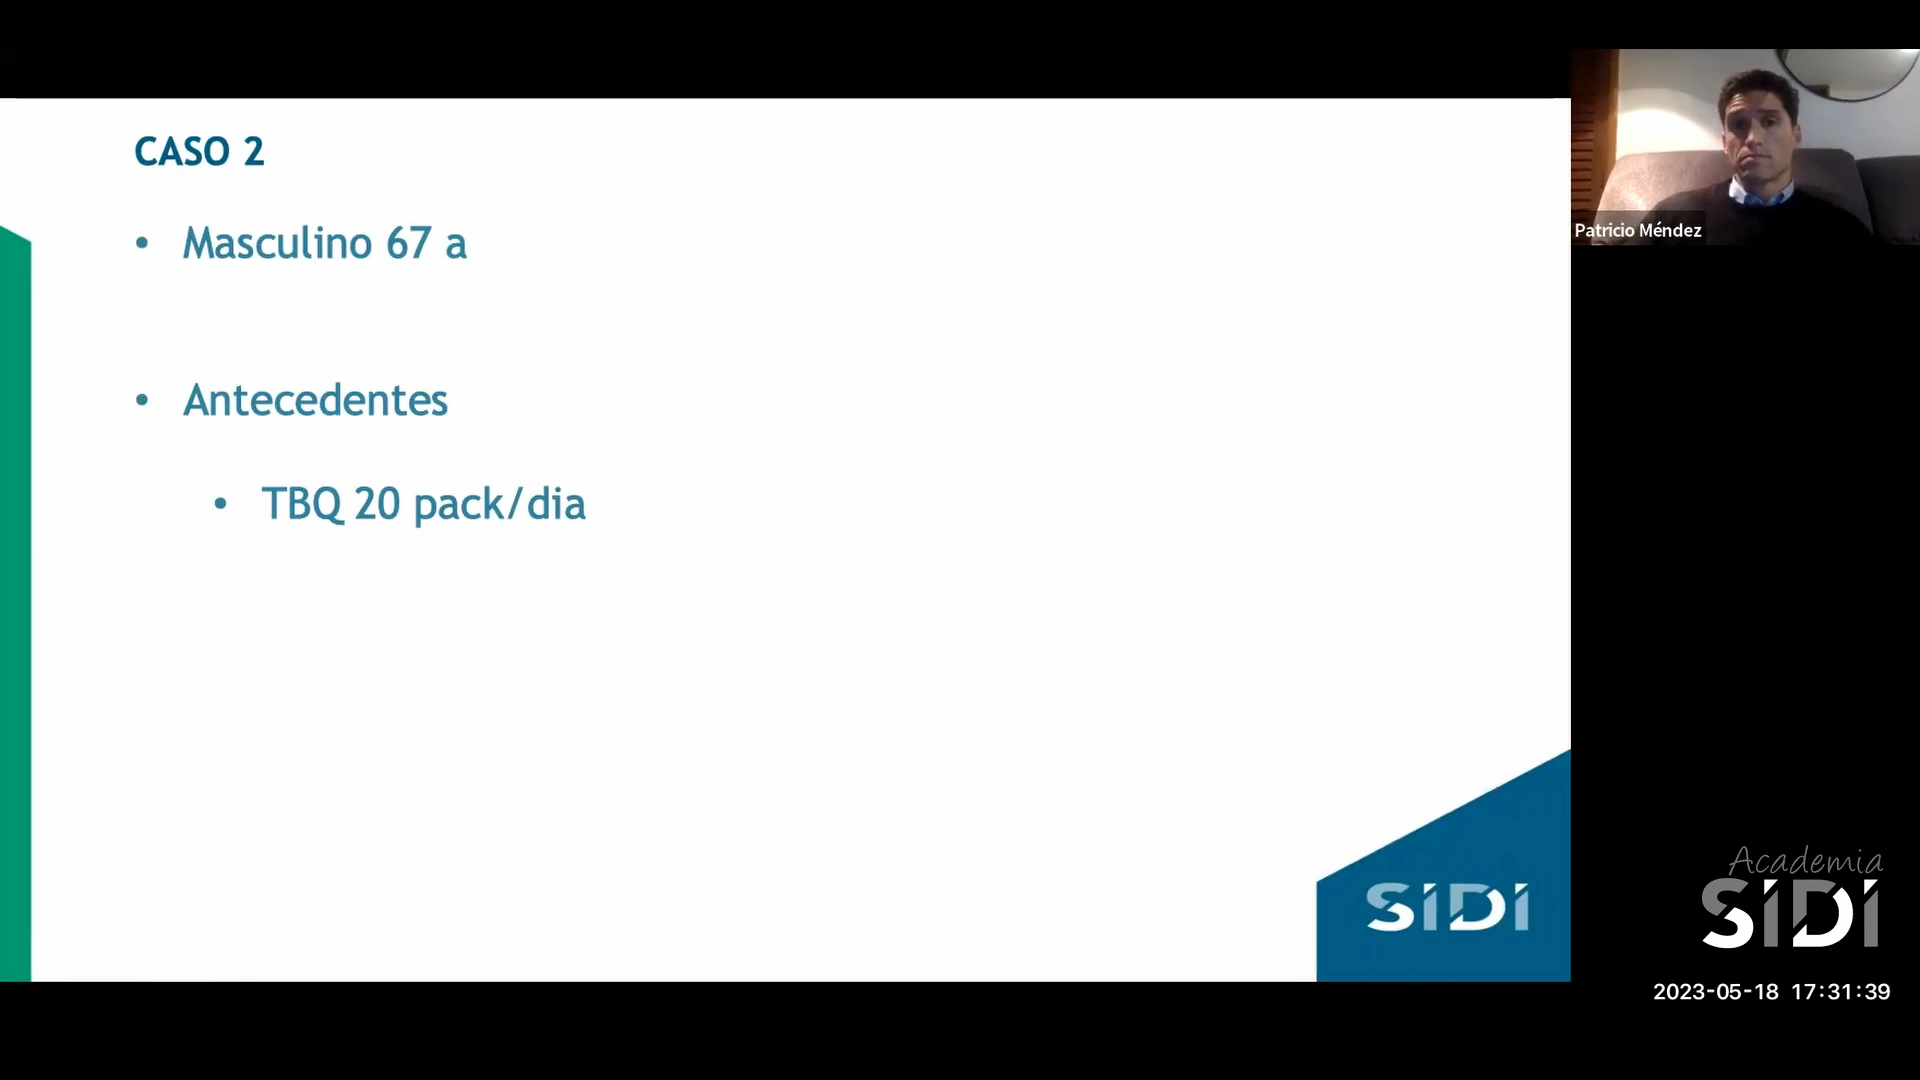 CASO 2
• Masculino 67 a
• Antecedentes
• TBQ 20 pack/dia
SiDi
Patricio Méndez
Academia
SiDi
2023-05-18 17:31:39